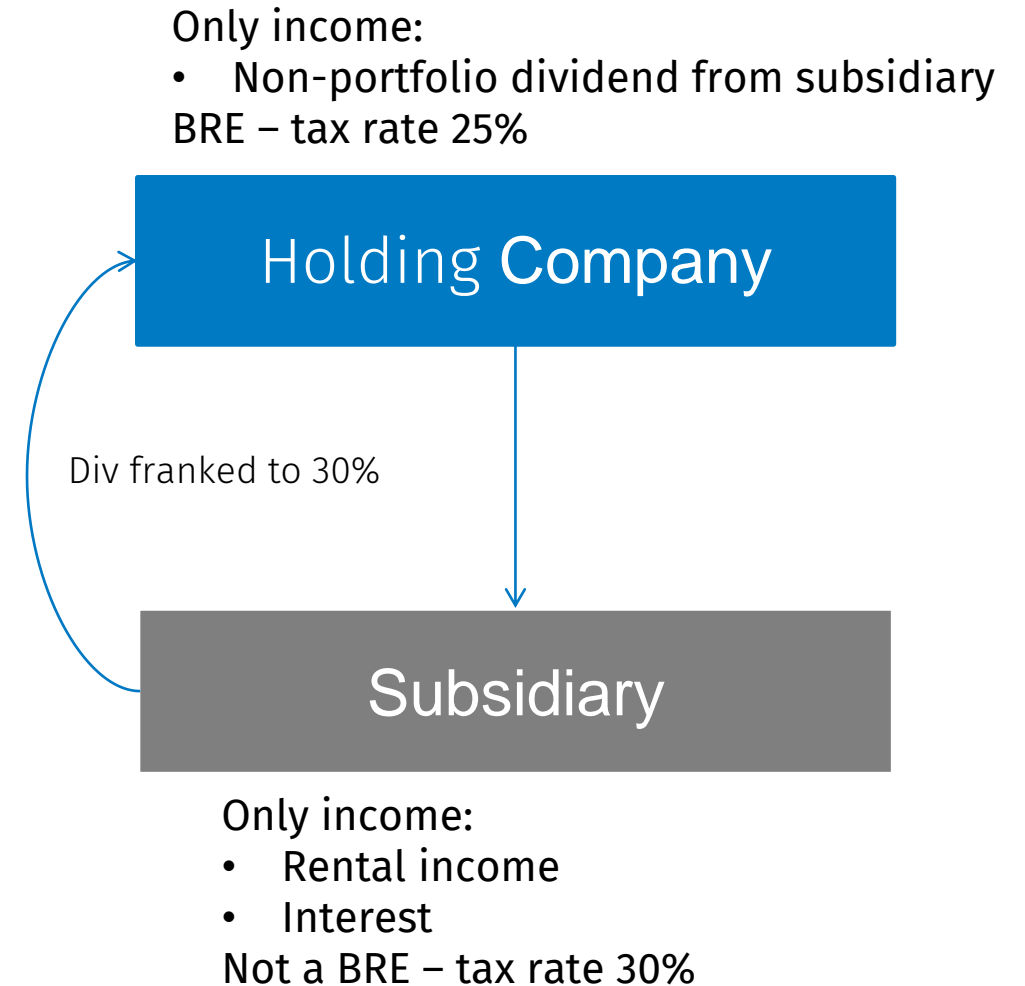 Only income:
• Non-portfolio dividend from subsidiary
BRE – tax rate 25%
Holding Company
Div franked to 30%
Subsidiary
Only income:
• Rental income
• Interest
Not a BRE – tax rate 30%